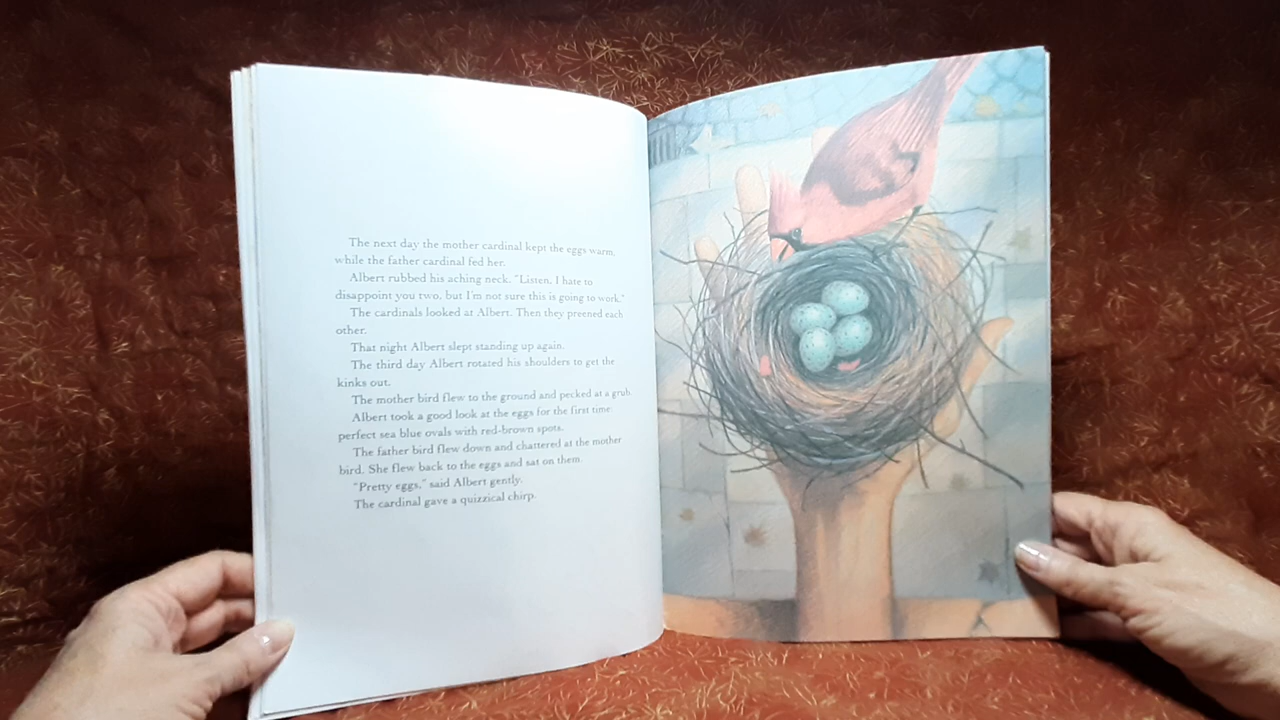 The next day the mother cardinal kept the eggs warm,
while the father cardinal fed her.
Albert rubbed his aching neck. "Listen, I hate to
disappoint you two, but I'm not sure this is going to work."
The cardinals looked at Albert. Then they preened each
other.
That night Albert slept standing up again.
The third day Albert rotated his shoulders to get the
kinks out.
The mother bird flew to the ground and pecked at a grub.
Albert took a good look at the eggs for the first time:
perfect sea blue ovals with red-brown spots.
The father bird flew down and chattered at the mother
bird. She flew back to the eggs and sat on them.
"Pretty eggs," said Albert gently.
The cardinal gave a quizzical chirp.